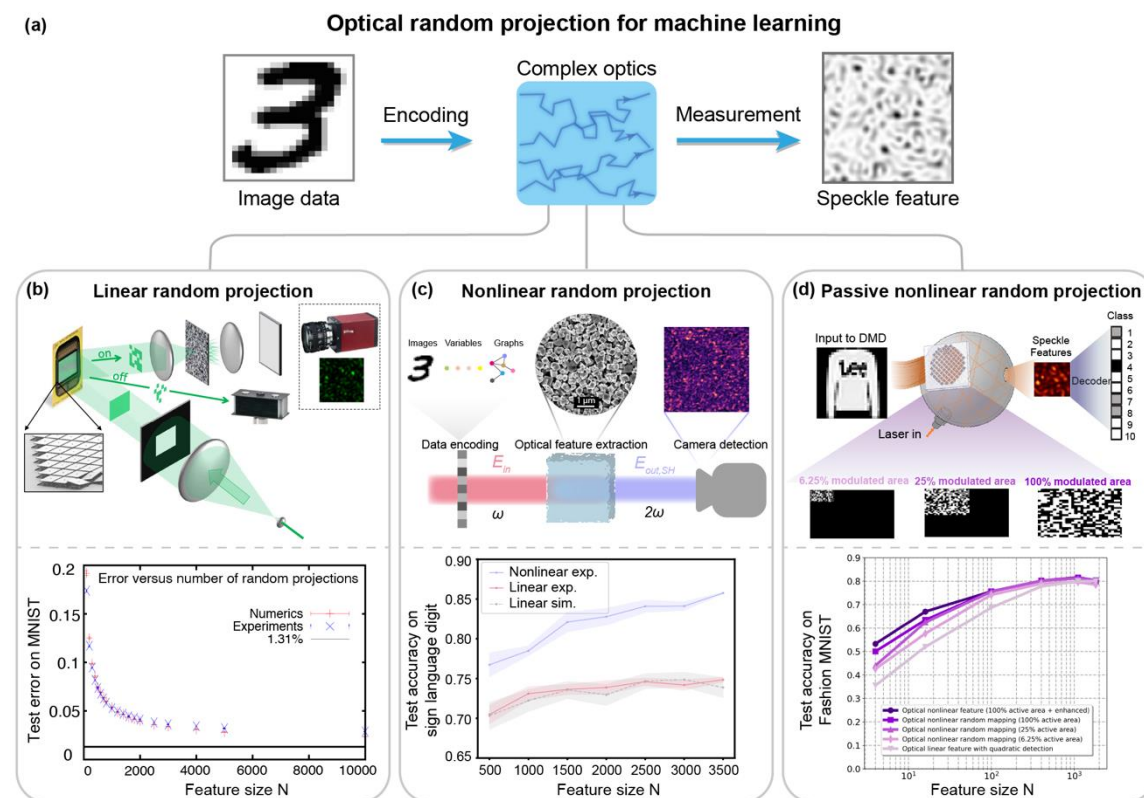 (a)
Optical random projection for machine learning
Complex optics
Encoding
Measurement
Image data
Speckle feature
(b)
Linear random projection
on
off
0.2
Error versus number of random projections
Numerics
Experiments
1.31%
0.15
0.1
0.05
0
Test error on MNIST
0
2000
4000
6000
8000
10000
Feature size N
(c)
Nonlinear random projection
Images
Variables
Graphs
1 μm
Data encoding
Optical feature extraction
Camera detection
E_in
E_out,SH
ω
2ω
Nonlinear exp.
Linear exp.
Linear sim.
0.90
0.85
0.80
0.75
0.70
0.65
Test accuracy on
sign language digit
500
1000
1500
2000
2500
3000
3500
Feature size N
(d)
Passive nonlinear random projection
Input to DMD
Lee
Laser in
Speckle
Features
Decoder
Class
1
2
3
4
5
6
7
8
9
10
6.25% modulated area
25% modulated area
100% modulated area
0.9
0.8
0.7
0.6
0.5
0.4
0.3
0.2
0.1
0.0
Test accuracy on
Fashion MNIST
Optical nonlinear feature (100% active area + enhanced)
Optical nonlinear random mapping (100% active area)
Optical nonlinear random mapping (25% active area)
Optical nonlinear random mapping (6.25% active area)
Optical linear feature with quadratic detection
10¹
10²
10³
Feature size N